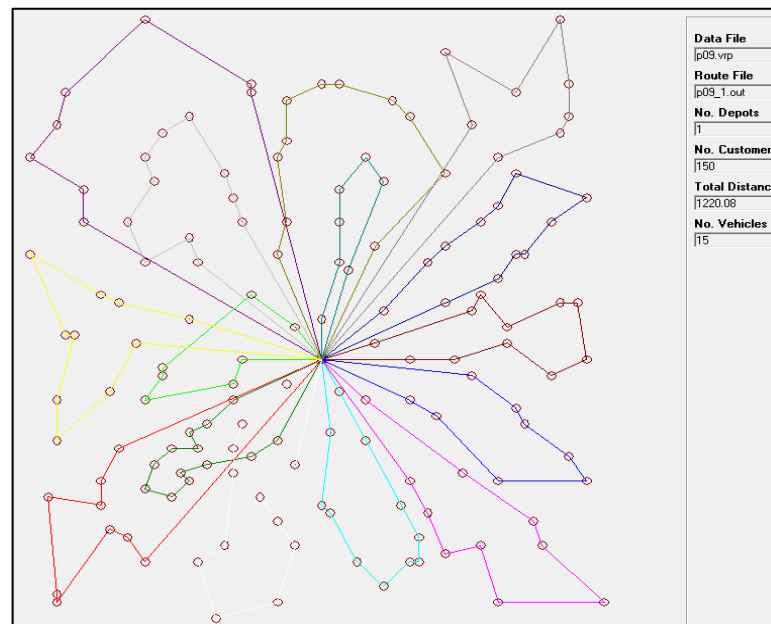 Data File
p09.vrp
Route File
p09_1.out
No. Depots
1
No. Customer
150
Total Distanc
1220.08
No. Vehicles
15